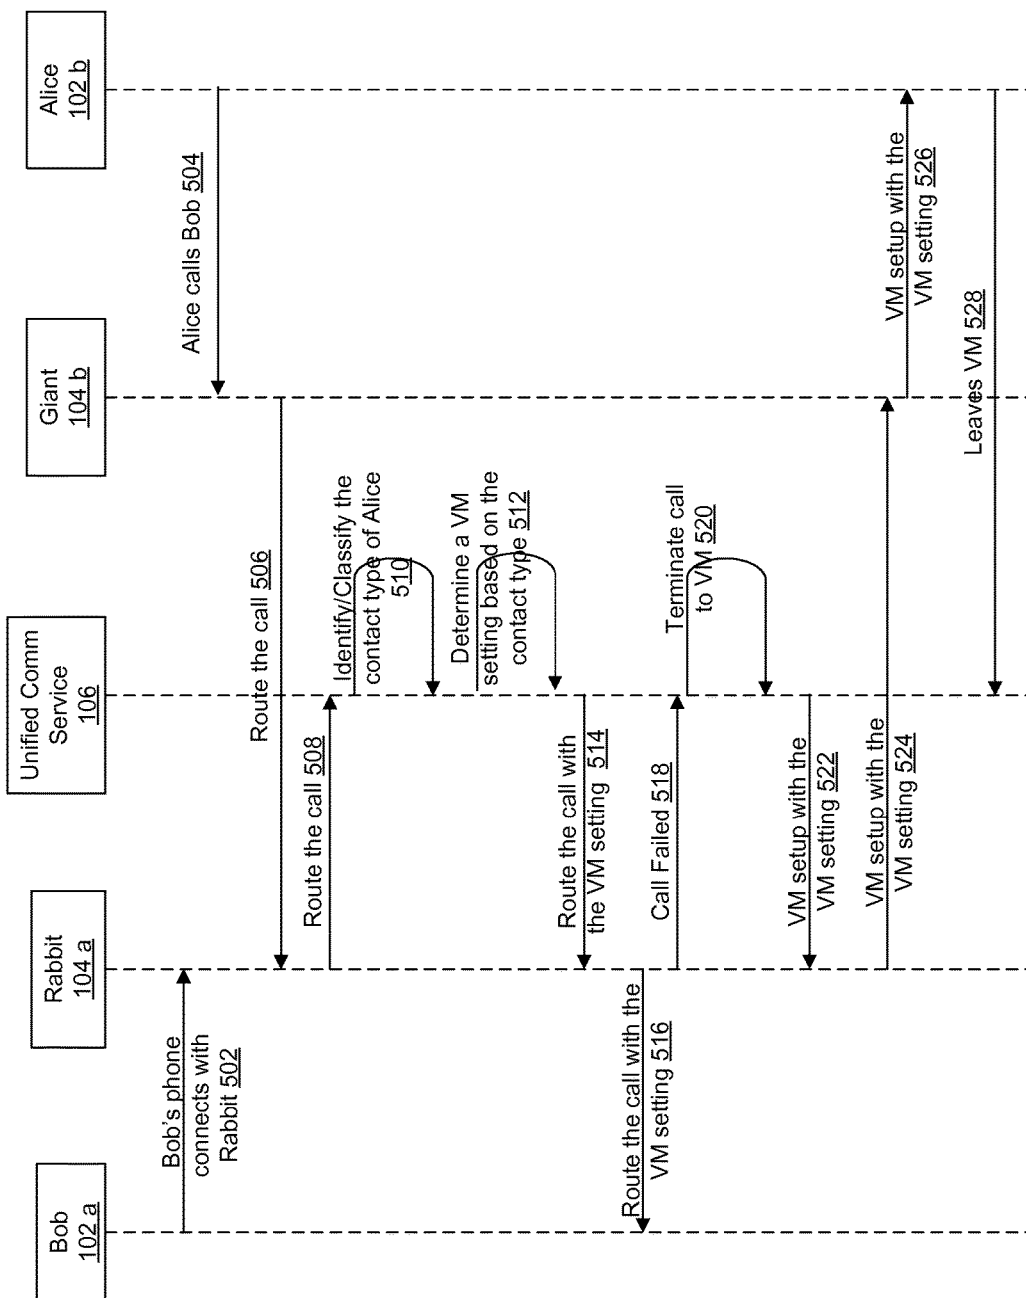 Bob
102 a
Rabbit
104 a
Unified Comm
Service
106
Giant
104 b
Alice
102 b
Bob's phone
connects with
Rabbit 502
Alice calls Bob 504
Route the call 506
Route the call 508
Identify/Classify the
contact type of Alice
510
Determine a VM
setting based on the
contact type 512
Route the call with
the VM setting 514
Route the call with the
VM setting 516
Call Failed 518
Terminate call
to VM 520
VM setup with the
VM setting 522
VM setup with the
VM setting 524
VM setup with the
VM setting 526
Leaves VM 528